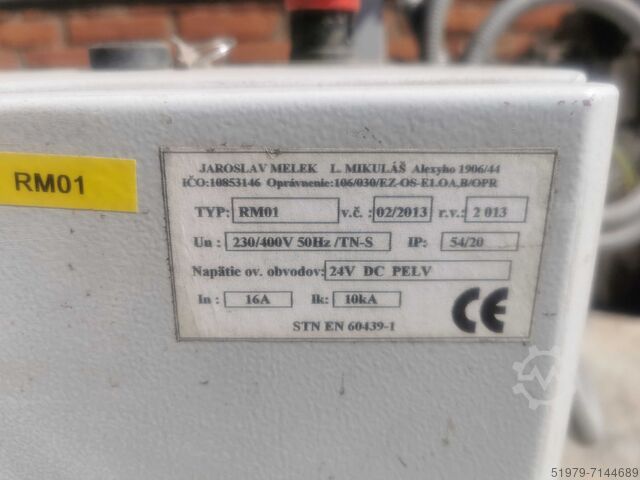 RM01
JAROSLAV MELEK L. MIKULÁŠ Alexyho 1906/44
IČO:10853146 Oprávnenie:106/030/EZ-OS-E1.OA,B/OPR
TYP: RM01 v.č. : 02/2013 r.v.: 2 013
Un : 230/400V 50Hz /TN-S IP: 54/20
Napätie ov. obvodov: 24V DC PELV
In : 16A Ik: 10kA
CE
STN EN 60439-1
51979-7144689